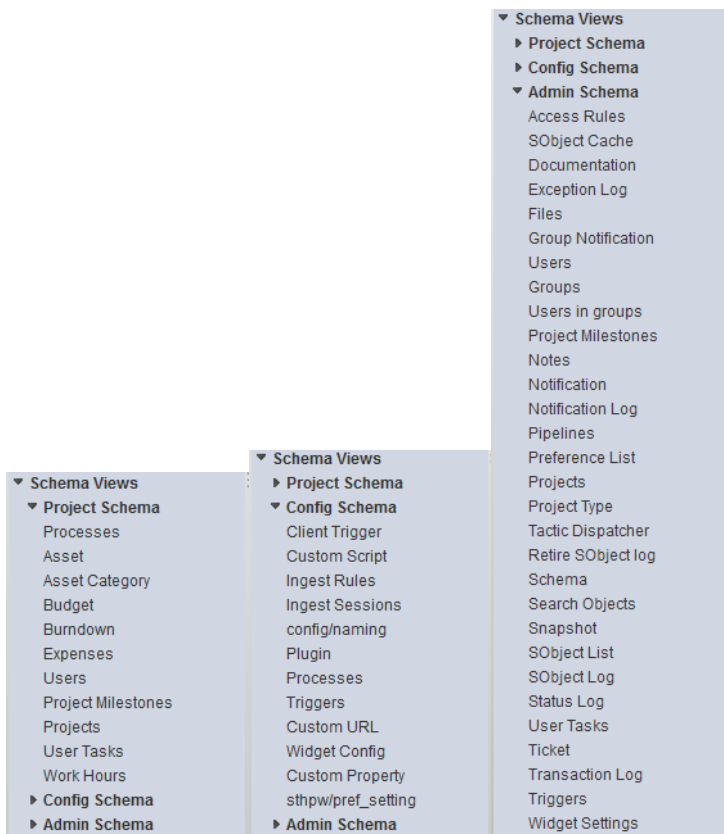 Schema Views
Project Schema
Processes
Asset
Asset Category
Budget
Burndown
Expenses
Users
Project Milestones
Projects
User Tasks
Work Hours
Config Schema
Admin Schema
Schema Views
Project Schema
Config Schema
Client Trigger
Custom Script
Ingest Rules
Ingest Sessions
config/naming
Plugin
Processes
Triggers
Custom URL
Widget Config
Custom Property
sthpw/pref_setting
Admin Schema
Schema Views
Project Schema
Config Schema
Admin Schema
Access Rules
SObject Cache
Documentation
Exception Log
Files
Group Notification
Users
Groups
Users in groups
Project Milestones
Notes
Notification
Notification Log
Pipelines
Preference List
Projects
Project Type
Tactic Dispatcher
Retire SObject log
Schema
Search Objects
Snapshot
SObject List
SObject Log
Status Log
User Tasks
Ticket
Transaction Log
Triggers
Widget Settings